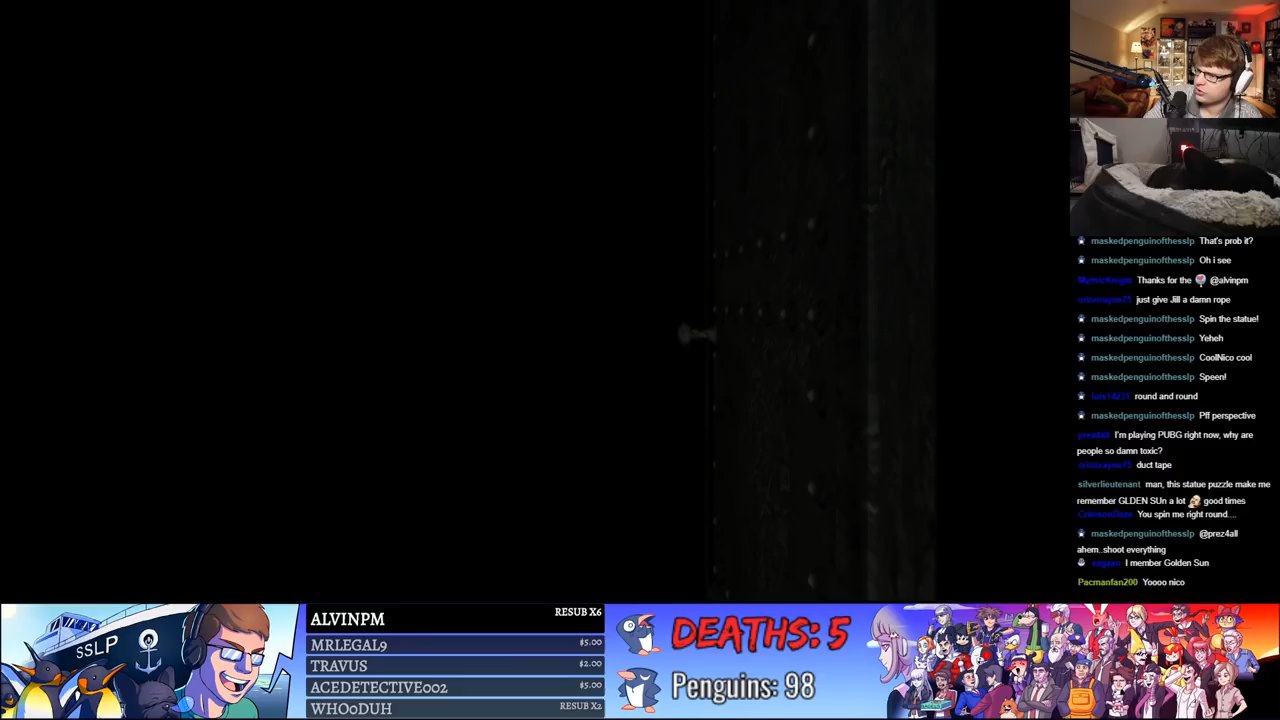 maskedpenguinofthesslp That's prob it?
maskedpenguinofthesslp Oh i see
MythicKnight Thanks for the @alvinpm
just give Jill a damn rope
maskedpenguinofthesslp Spin the statue!
maskedpenguinofthesslp Yeheh
maskedpenguinofthesslp CoolNico cool
maskedpenguinofthesslp Speen!
round and round
maskedpenguinofthesslp Pff perspective
I'm playing PUBG right now, why are
people so damn toxic?
duct tape
silverlieutenant man, this statue puzzle make me
remember GLDEN SUn a lot good times
You spin me right round....
maskedpenguinofthesslp @prez4all
ahem..shoot everything
I member Golden Sun
Pacmanfan200 Yoooo nico
SSLP
ALVINPM RESUB X6
MRLEGAL9 $5.00
TRAVUS $2.00
ACEDETECTIVE002 $5.00
WHO0DUH RESUB X2
DEATHS: 5
Penguins: 98